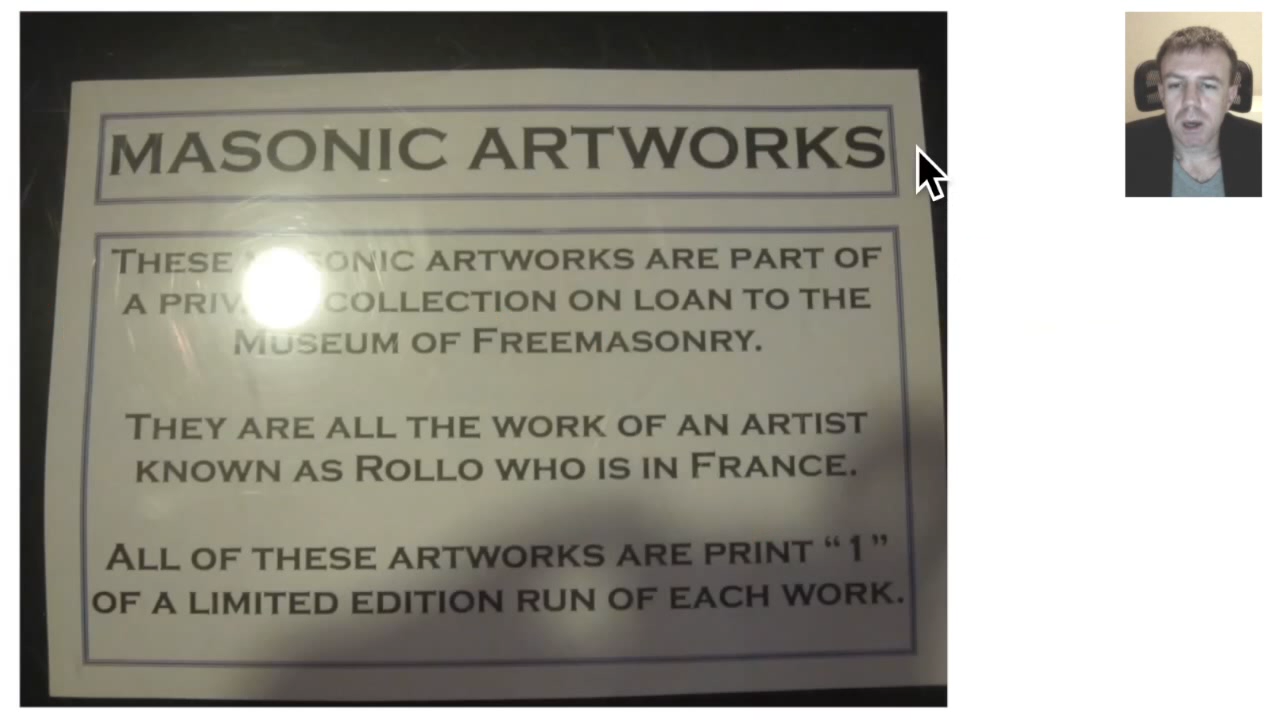 MASONIC ARTWORKS
THESE MASONIC ARTWORKS ARE PART OF
A PRIVATE COLLECTION ON LOAN TO THE
MUSEUM OF FREEMASONRY.
THEY ARE ALL THE WORK OF AN ARTIST
KNOWN AS ROLLO WHO IS IN FRANCE.
ALL OF THESE ARTWORKS ARE PRINT “1”
OF A LIMITED EDITION RUN OF EACH WORK.